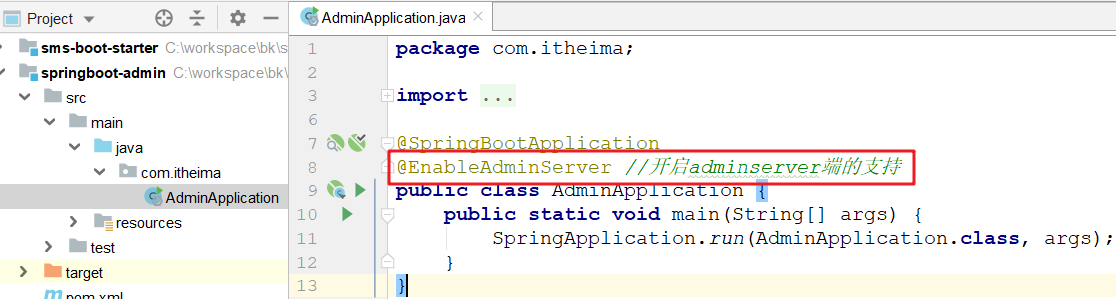 Project
AdminApplication.java
sms-boot-starter C:\workspace\bk\s
springboot-admin C:\workspace\bk\s
src
main
java
com.itheima
AdminApplication
resources
test
target
pom.xml
1 package com.itheima;
2
3 import ...
6
7 @SpringBootApplication
8 @EnableAdminServer //开启adminserver端的支持
9 public class AdminApplication {
10 public static void main(String[] args) {
11 SpringApplication.run(AdminApplication.class, args);
12 }
13 }